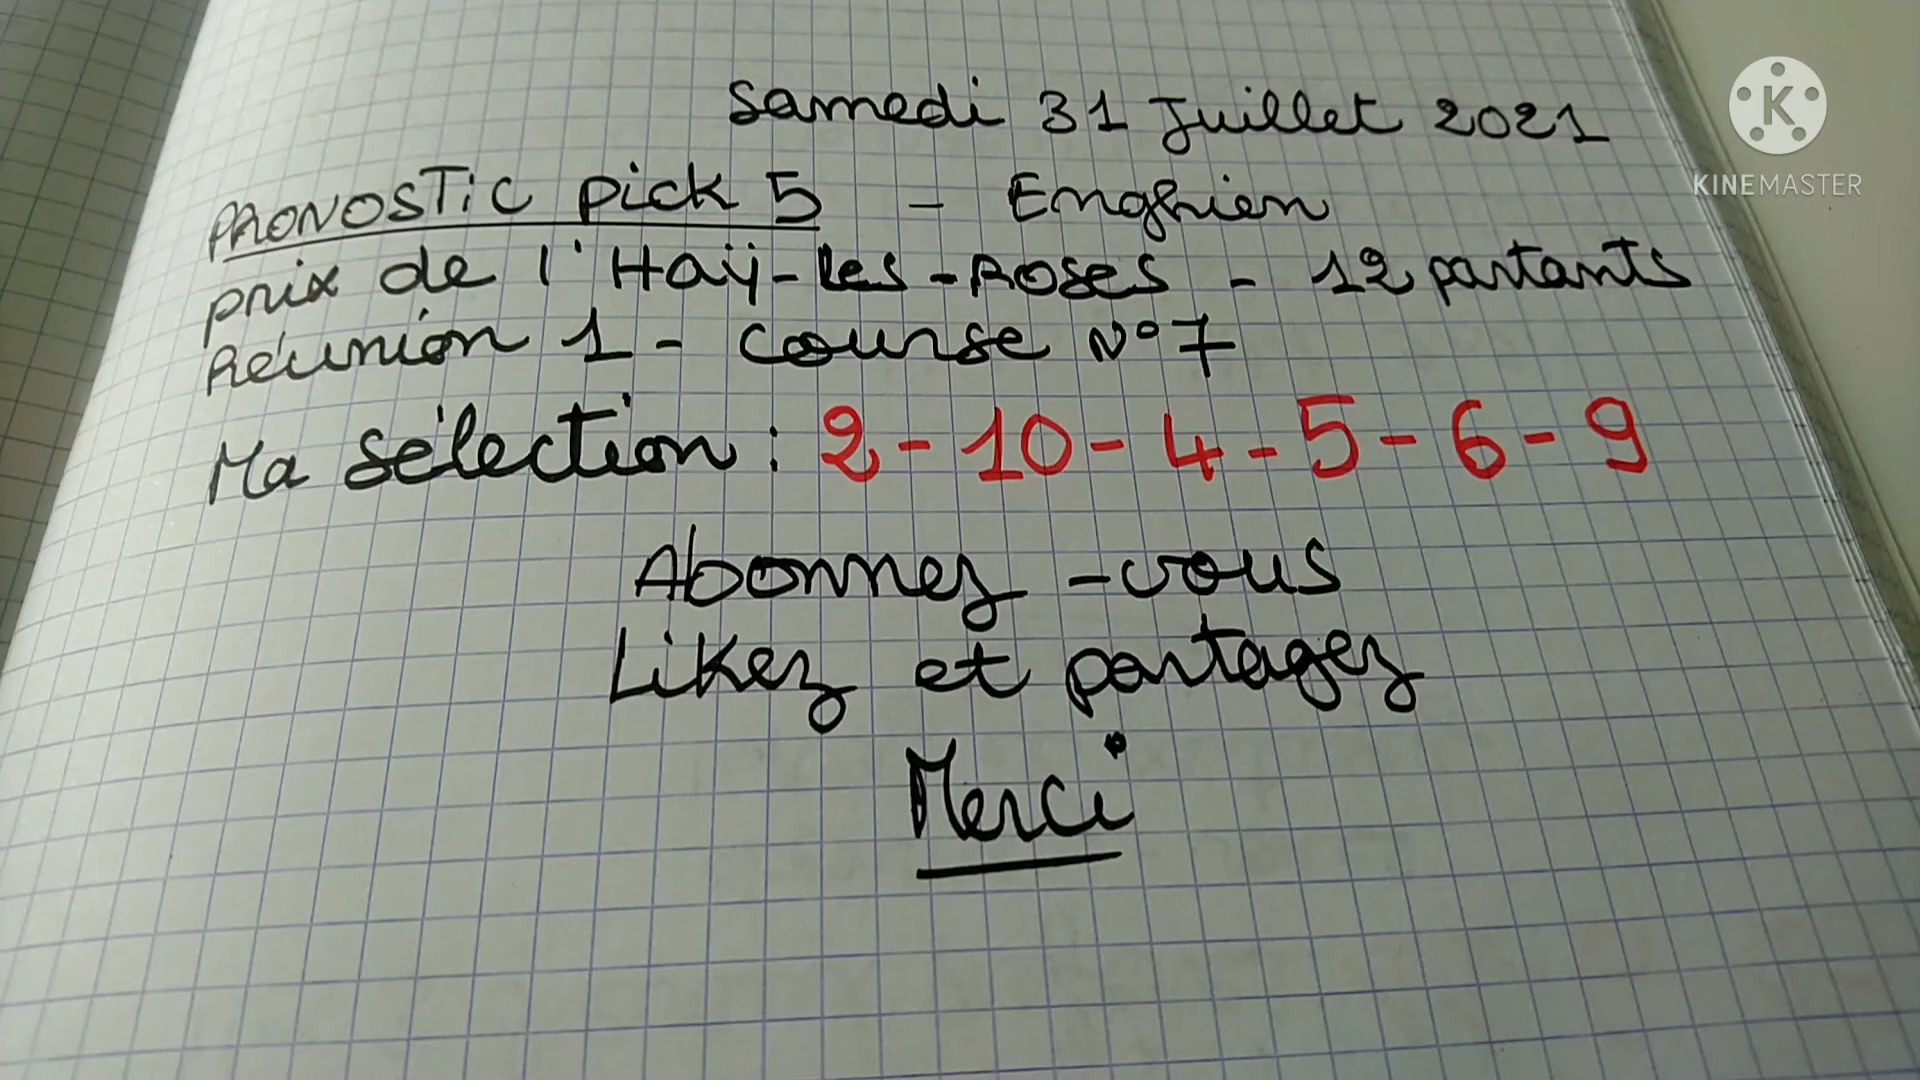 Samedi 31 Juillet 2021
PRONOSTiC Pick 5 - Enghien
prix de l'Haÿ-Les-Roses - 12 partants
Réunion 1 - course N°7
Ma sélection : 2 - 10 - 4 - 5 - 6 - 9
Abonnez-vous
Likez et partagez
Merci
K
KINEMASTER